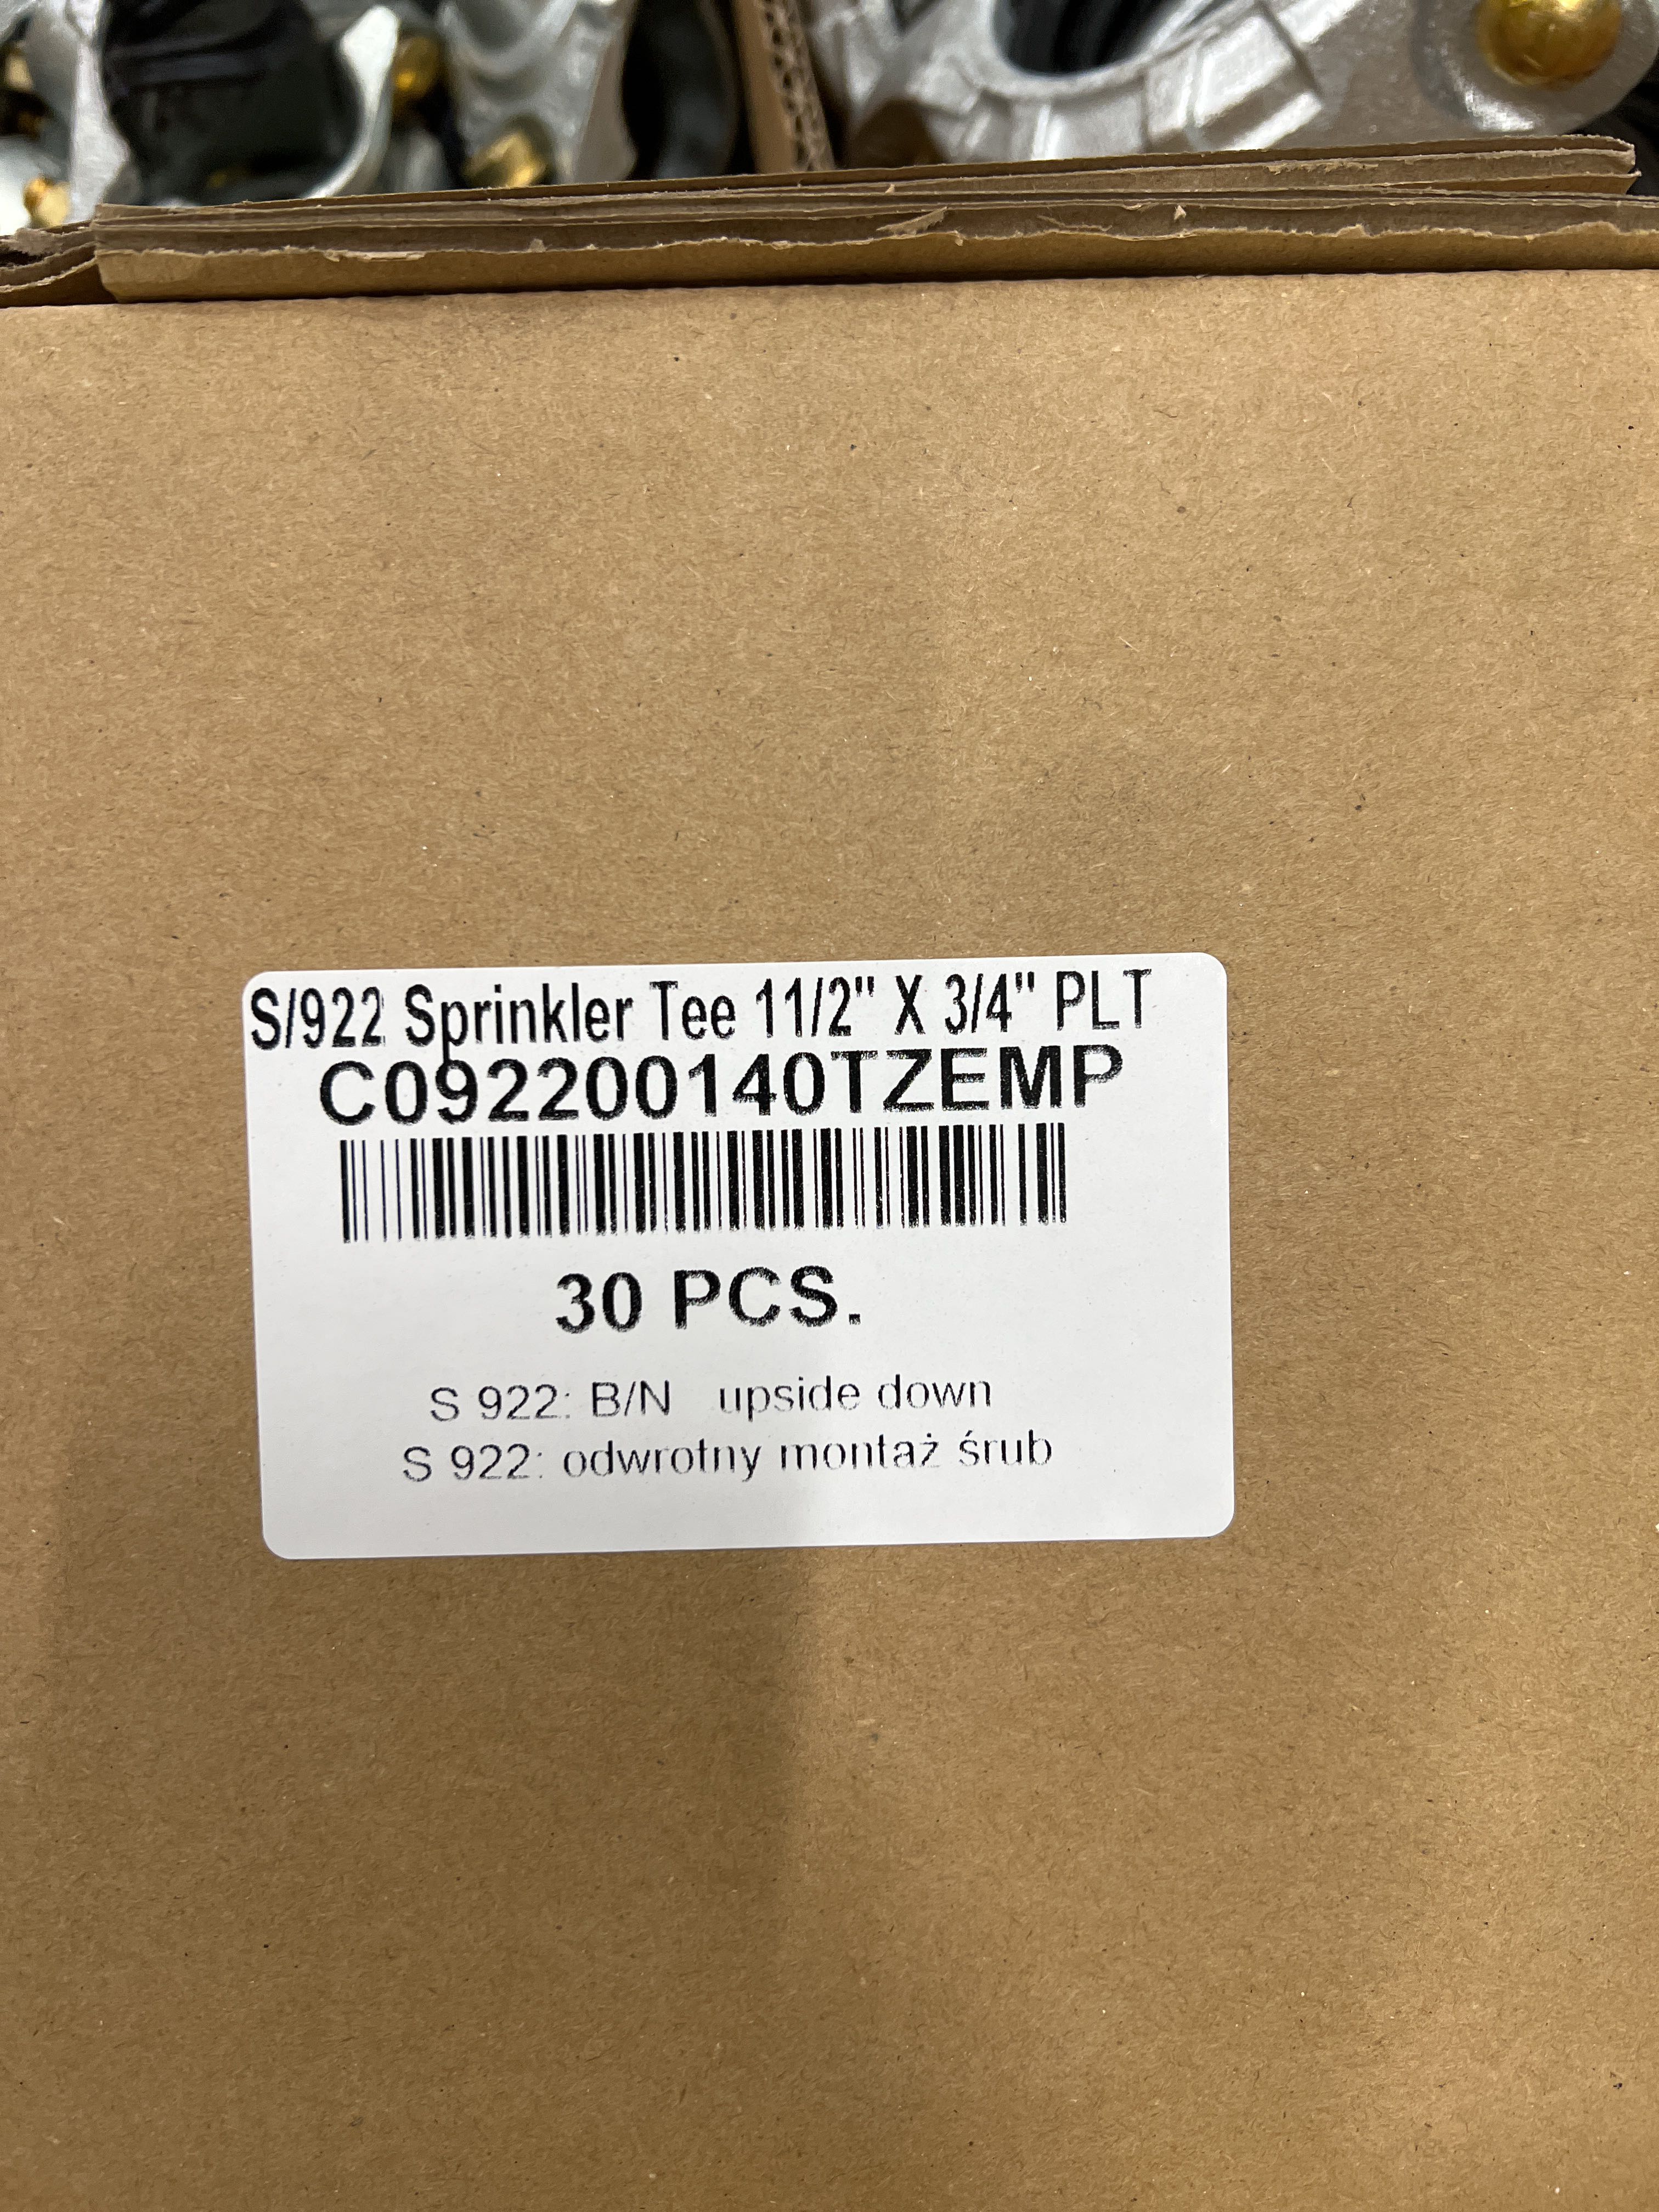 S/922 Sprinkler Tee 11/2" X 3/4" PLT
C092200140TZEMP
30 PCS.
S 922: B/N upside down
S 922: odwrotny montaż śrub